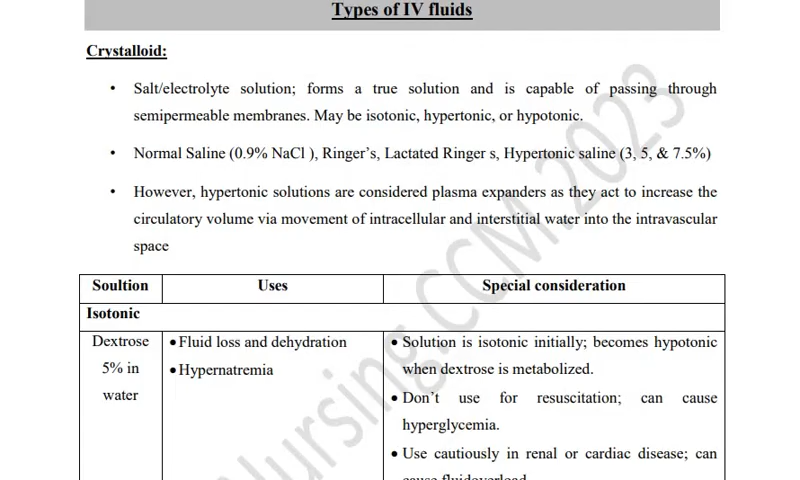 Types of IV fluids
Crystalloid:
• Salt/electrolyte solution; forms a true solution and is capable of passing through
semipermeable membranes. May be isotonic, hypertonic, or hypotonic.
• Normal Saline (0.9% NaCl ), Ringer’s, Lactated Ringer s, Hypertonic saline (3, 5, & 7.5%)
• However, hypertonic solutions are considered plasma expanders as they act to increase the
circulatory volume via movement of intracellular and interstitial water into the intravascular
space
Soultion Uses Special consideration
Isotonic
Dextrose
5% in
water
• Fluid loss and dehydration
• Hypernatremia
• Solution is isotonic initially; becomes hypotonic
when dextrose is metabolized.
• Don’t use for resuscitation; can cause
hyperglycemia.
• Use cautiously in renal or cardiac disease; can
cause fluidoverload
Nursing.CCM.2023